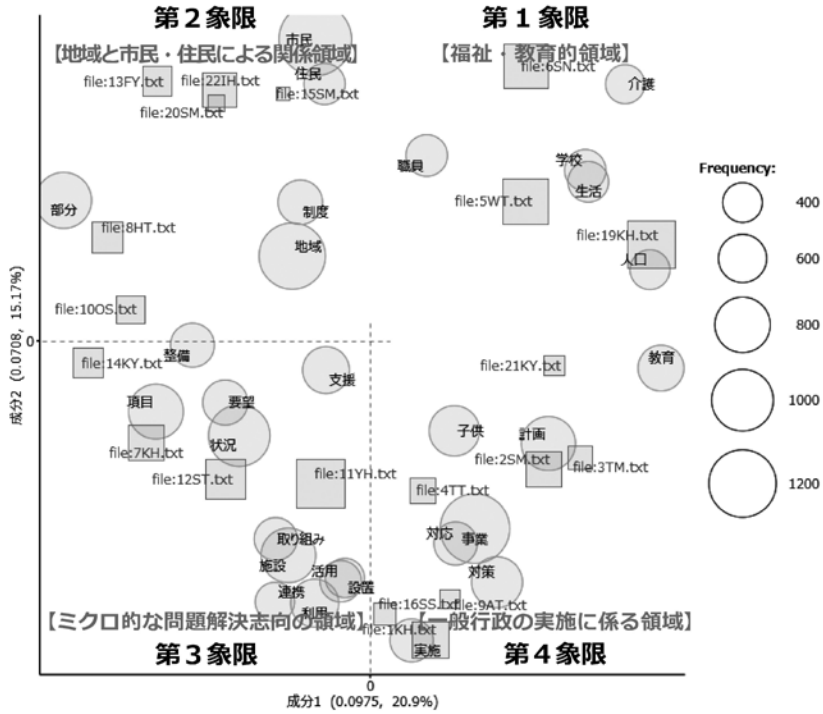 第２象限
第１象限
市民
【地域と市民・住民による関係領域】
【福祉・教育的領域】
住民
file:6SN.txt
file:13FY.txt
file:22IH.txt
介護
file:15SM.txt
file:20SM.txt
職員
学校
生活
Frequency:
400
600
800
1000
1200
部分
制度
file:5WT.txt
file:8HT.txt
地域
file:19KH.txt
人口
file:10OS.txt
0
整備
file:14KY.txt
支援
file:21KY.txt
教育
項目
要望
状況
子供
計画
file:7KH.txt
file:12ST.txt
file:11YH.txt
file:2SM.txt
file:3TM.txt
file:4TT.txt
取り組み
対応
事業
施設
活用
設置
対策
連携
利用
file:16SS.txt
file:9AT.txt
【ミクロ的な問題解決志向の領域】
【一般行政の実施に係る領域】
file:1KH.txt
実施
第３象限
第４象限
0
成分1 (0.0975, 20.9%)
成分2 (0.0708, 15.17%)